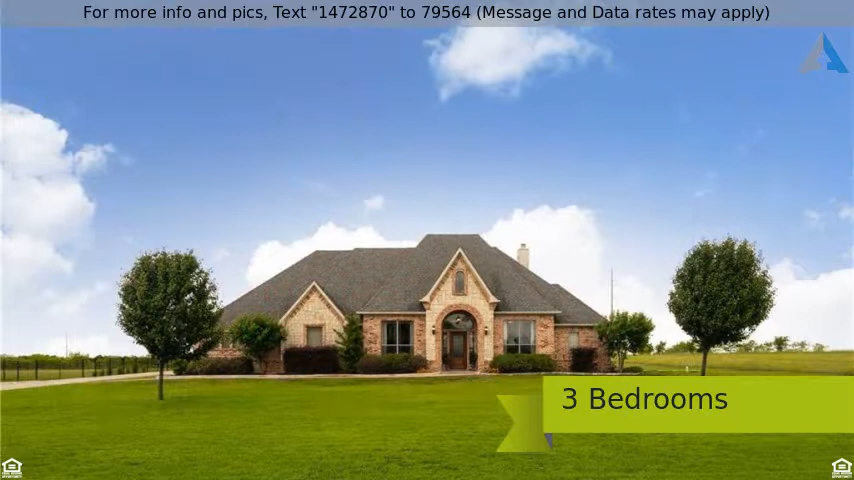 For more info and pics, Text "1472870" to 79564 (Message and Data rates may apply)
3 Bedrooms